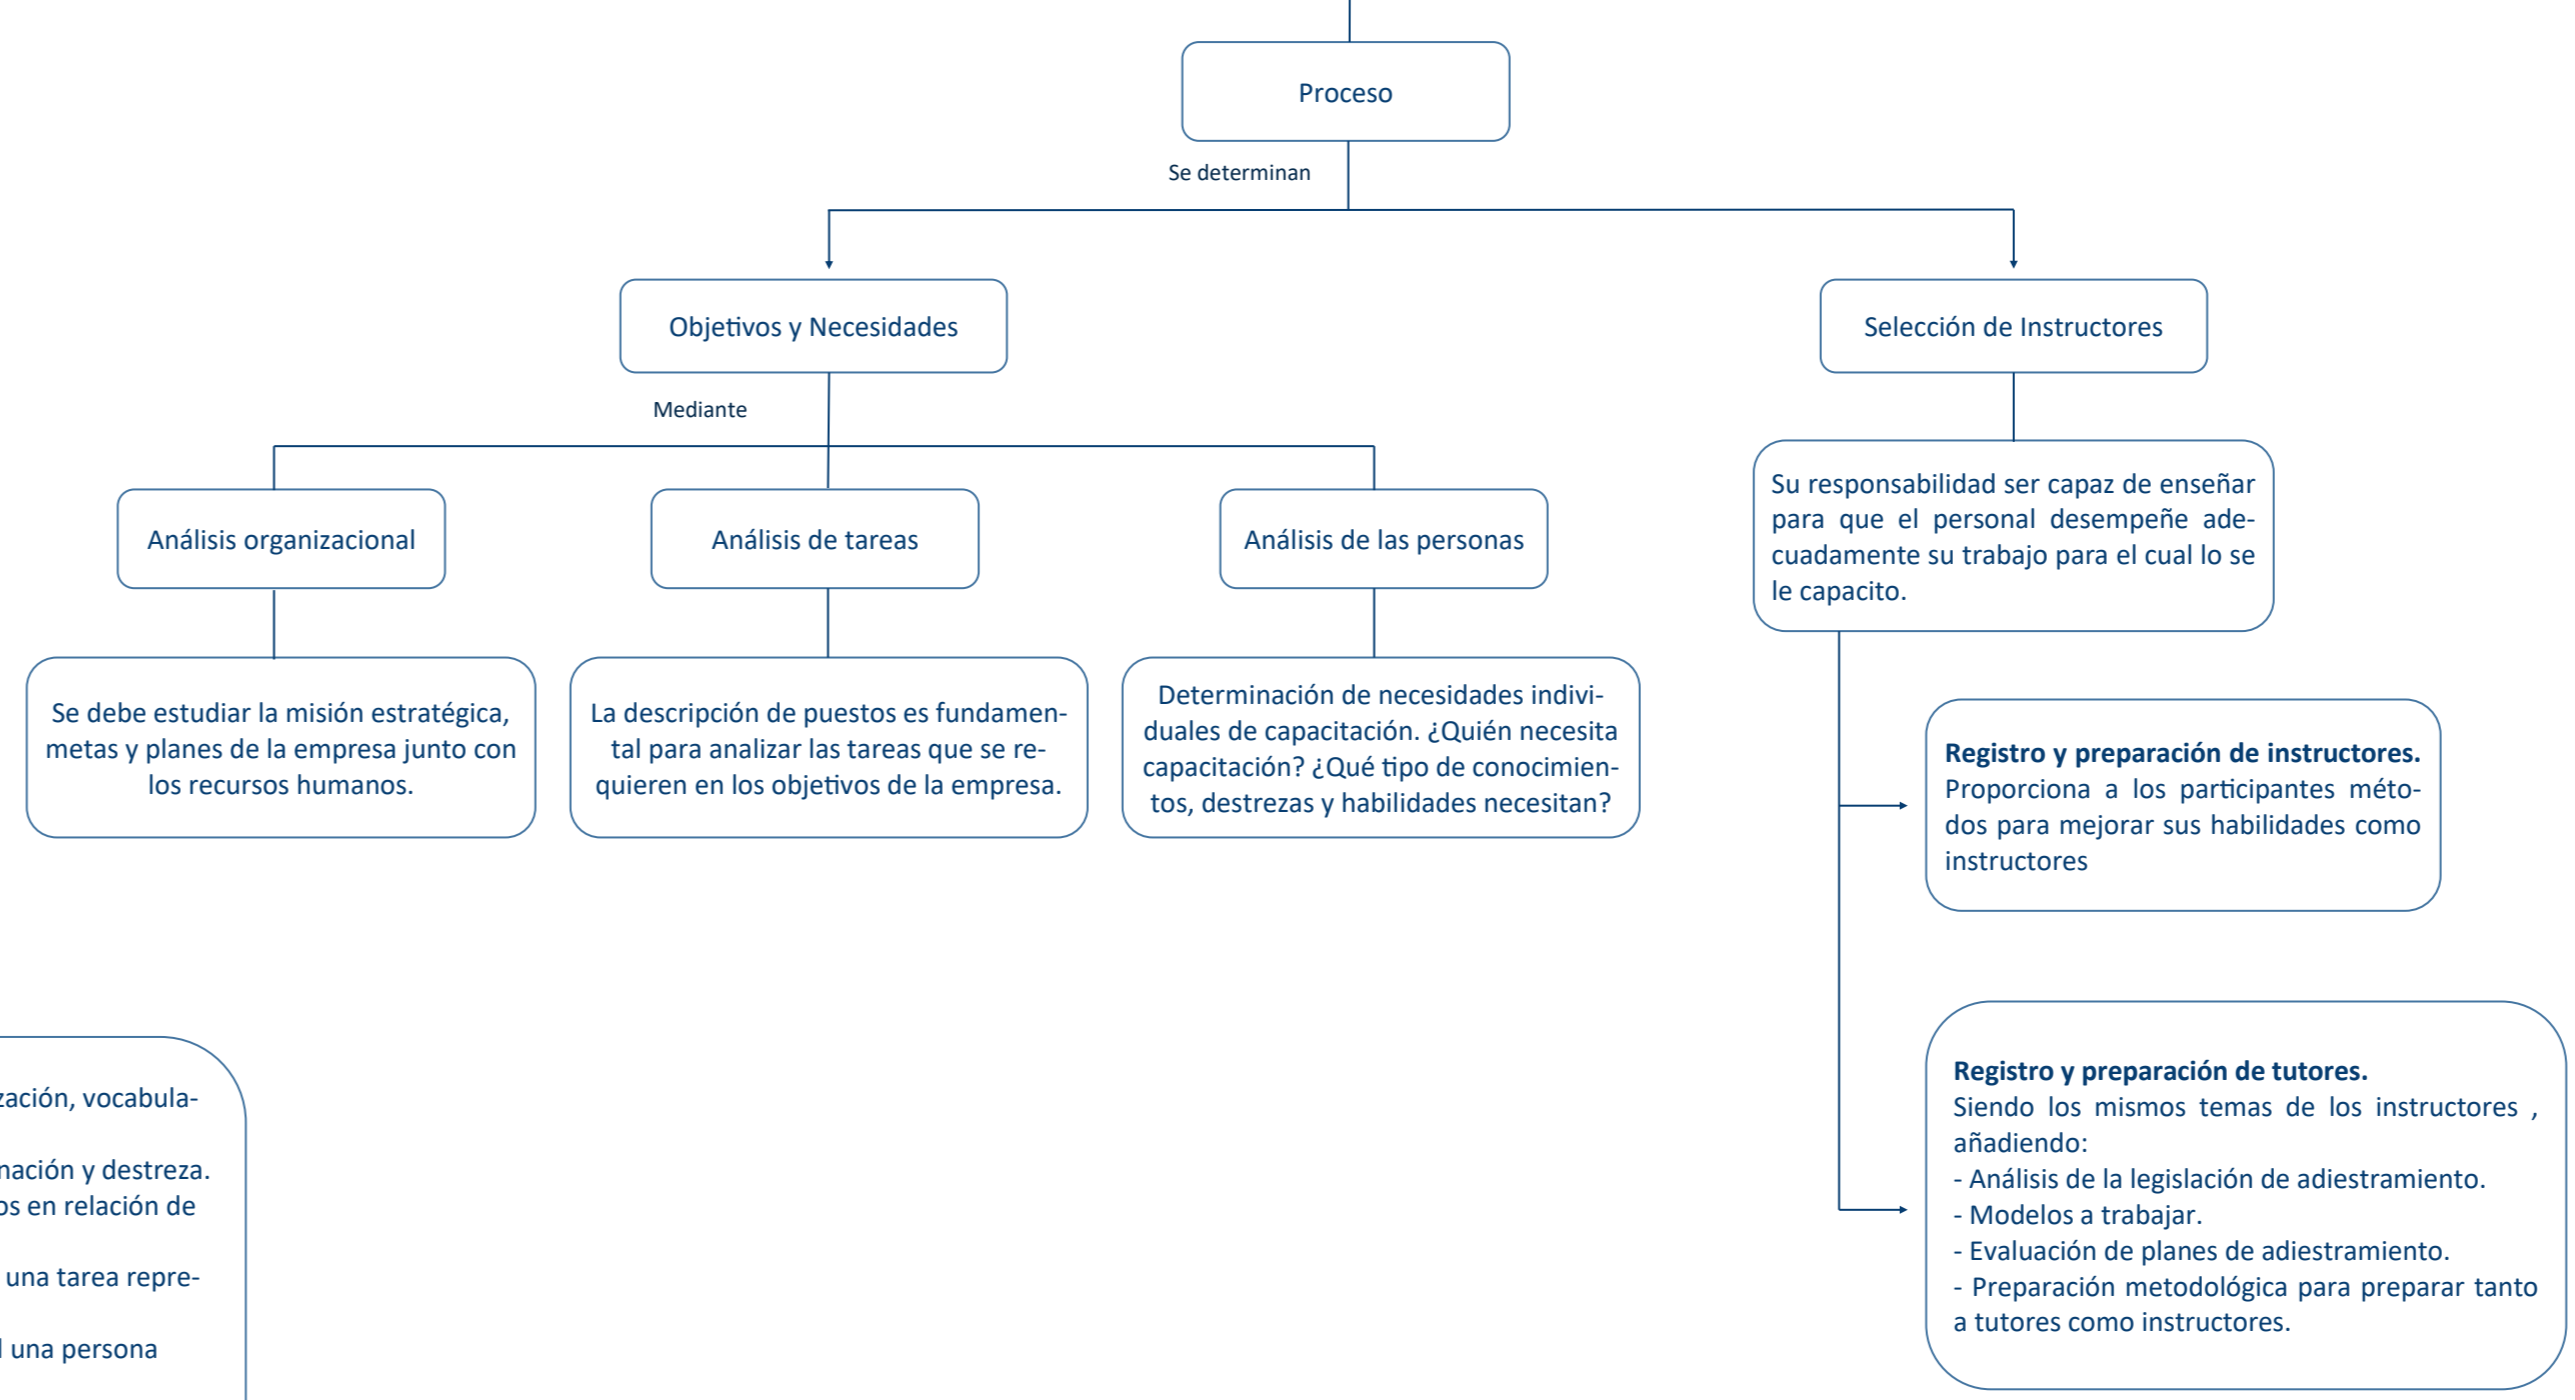 Proceso
Se determinan
Objetivos y Necesidades
Selección de Instructores
Mediante
Análisis organizacional
Análisis de tareas
Análisis de las personas
Su responsabilidad ser capaz de enseñar
para que el personal desempeñe ade-
cuadamente su trabajo para el cual lo se
le capacito.
Se debe estudiar la misión estratégica,
metas y planes de la empresa junto con
los recursos humanos.
La descripción de puestos es fundamen-
tal para analizar las tareas que se re-
quieren en los objetivos de la empresa.
Determinación de necesidades indivi-
duales de capacitación. ¿Quién necesita
capacitación? ¿Qué tipo de conocimien-
tos, destrezas y habilidades necesitan?
Registro y preparación de instructores.
Proporciona a los participantes méto-
dos para mejorar sus habilidades como
instructores
Registro y preparación de tutores.
Siendo los mismos temas de los instructores ,
añadiendo:
- Análisis de la legislación de adiestramiento.
- Modelos a trabajar.
- Evaluación de planes de adiestramiento.
- Preparación metodológica para preparar tanto
a tutores como instructores.
vocabula-
y destreza.
en relación de
una tarea repre-
una persona